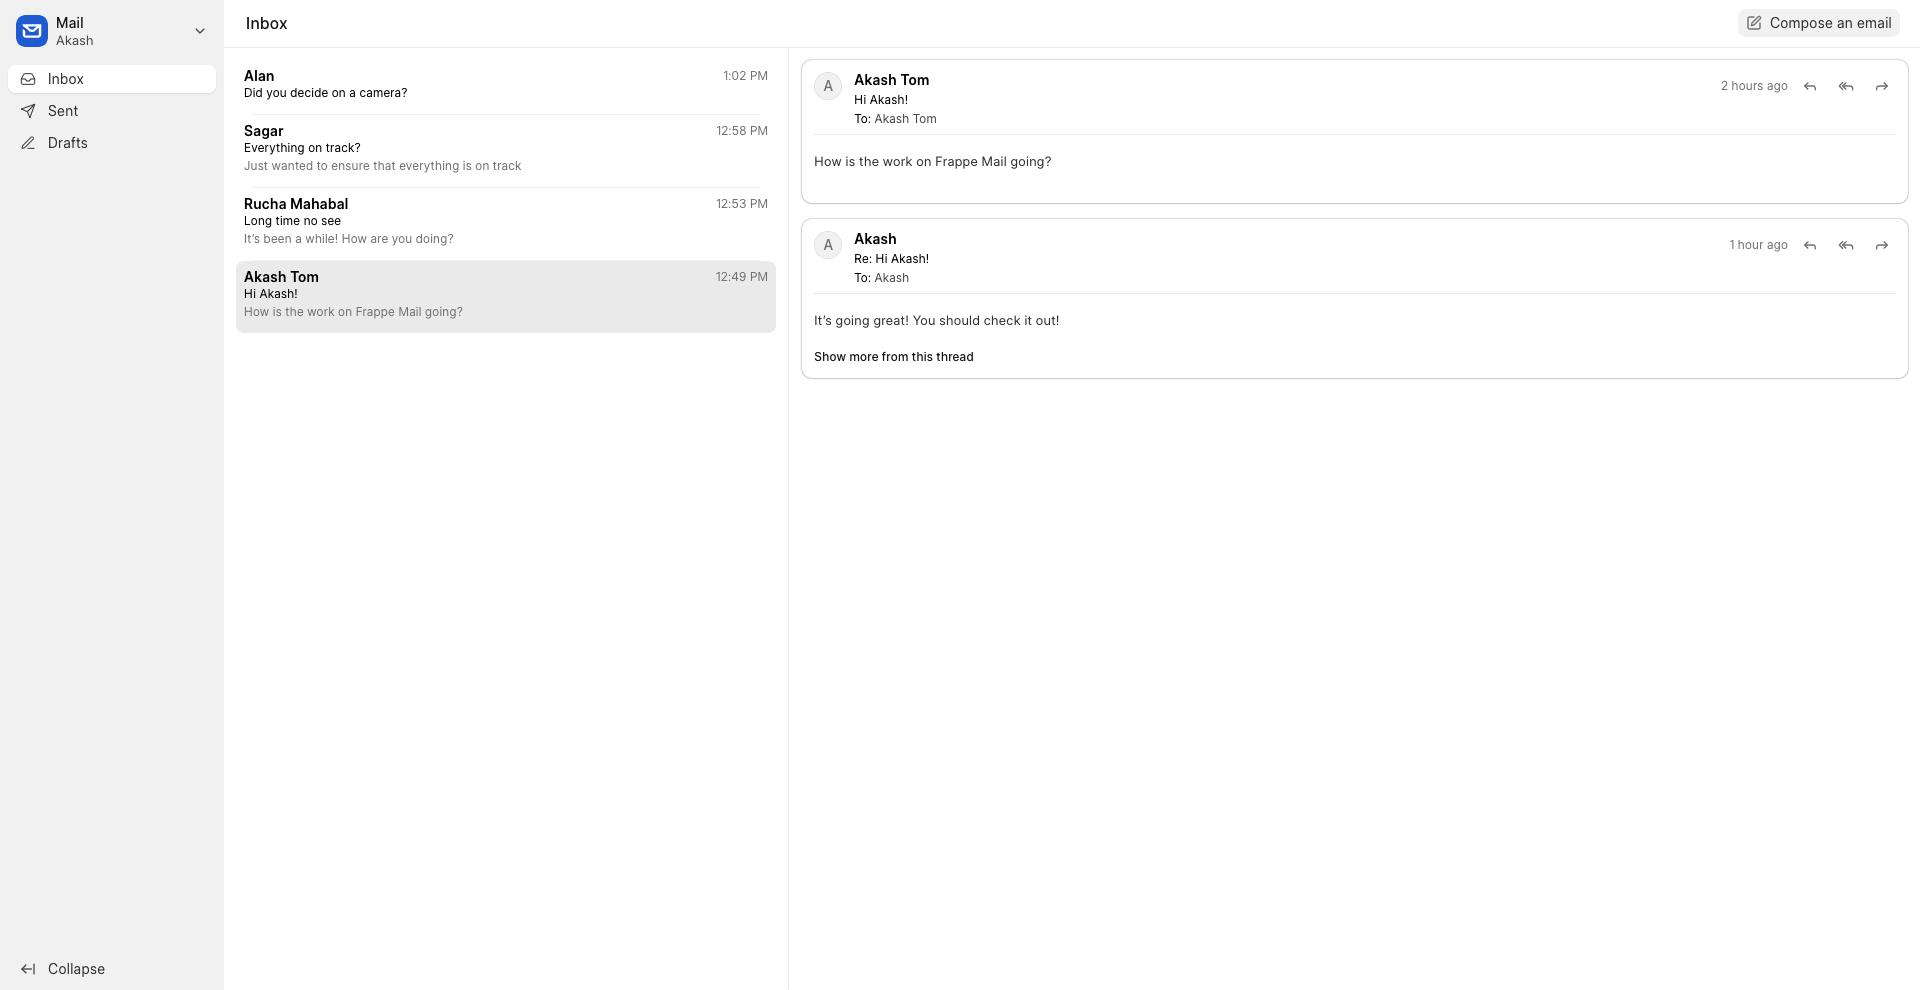 Mail
Akash
Inbox
Sent
Drafts
Collapse
Inbox
Compose an email
Alan 1:02 PM
Did you decide on a camera?
Sagar 12:58 PM
Everything on track?
Just wanted to ensure that everything is on track
Rucha Mahabal 12:53 PM
Long time no see
It's been a while! How are you doing?
Akash Tom 12:49 PM
Hi Akash!
How is the work on Frappe Mail going?
A
Akash Tom 2 hours ago
Hi Akash!
To: Akash Tom
How is the work on Frappe Mail going?
A
Akash 1 hour ago
Re: Hi Akash!
To: Akash
It's going great! You should check it out!
Show more from this thread